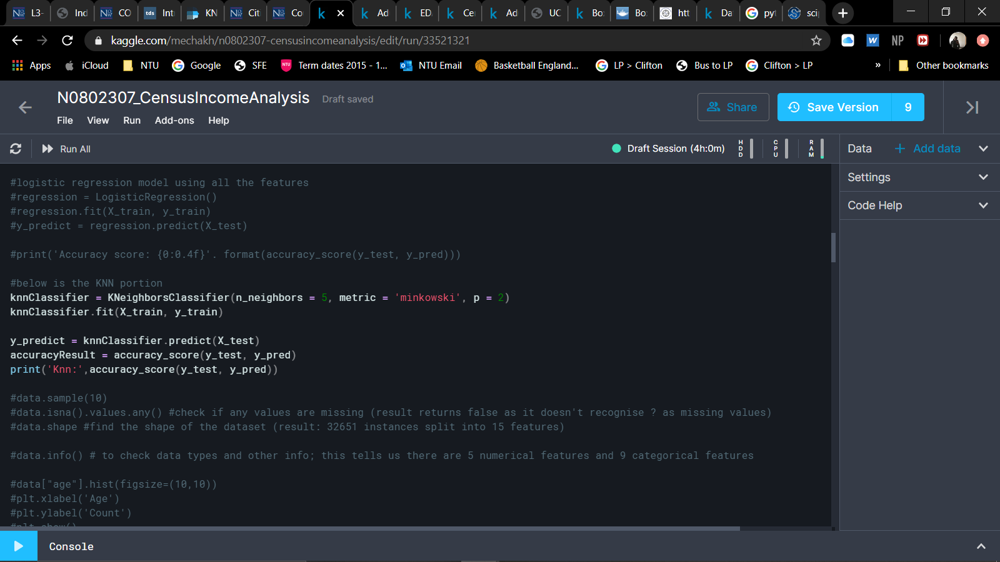 L3- Ind CO tds Int KN Cit Co Ad ED Ce Ad UC Bo Bo htt Da pyt sci
kaggle.com/mechakh/n0802307-censusincomeanalysis/edit/run/33521321
W NP
Apps iCloud NTU Google SFE NTU Term dates 2015 - 1... NTU Email Basketball England... LP > Clifton Bus to LP Clifton > LP » Other bookmarks
N0802307_CensusIncomeAnalysis Draft saved
File View Run Add-ons Help
Share Save Version 9
Run All Draft Session (4h:0m) HDD CPU RAM
Data + Add data
Settings
Code Help
#logistic regression model using all the features
#regression = LogisticRegression()
#regression.fit(X_train, y_train)
#y_predict = regression.predict(X_test)
#print('Accuracy score: {0:0.4f}'. format(accuracy_score(y_test, y_pred)))
#below is the KNN portion
knnClassifier = KNeighborsClassifier(n_neighbors = 5, metric = 'minkowski', p = 2)
knnClassifier.fit(X_train, y_train)
y_predict = knnClassifier.predict(X_test)
accuracyResult = accuracy_score(y_test, y_pred)
print('Knn:',accuracy_score(y_test, y_pred))
#data.sample(10)
#data.isna().values.any() #check if any values are missing (result returns false as it doesn't recognise ? as missing values)
#data.shape #find the shape of the dataset (result: 32651 instances split into 15 features)
#data.info() # to check data types and other info; this tells us there are 5 numerical features and 9 categorical features
#data["age"].hist(figsize=(10,10))
#plt.xlabel('Age')
#plt.ylabel('Count')
#plt.show()
Console